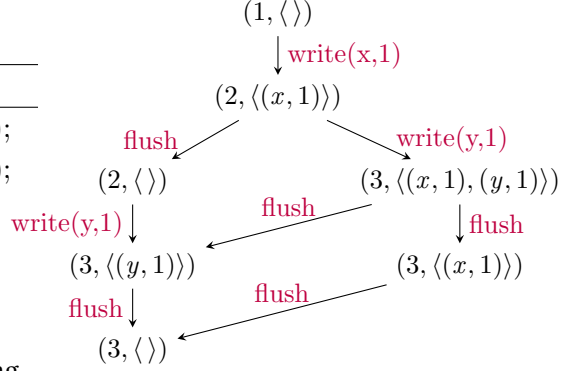 (1, ⟨ ⟩)
write(x,1)
(2, ⟨(x, 1)⟩)
;
flush
write(y,1)
;
(2, ⟨ ⟩)
(3, ⟨(x, 1), (y, 1)⟩)
write(y,1)
flush
flush
(3, ⟨(y, 1)⟩)
(3, ⟨(x, 1)⟩)
flush
flush
(3, ⟨ ⟩)